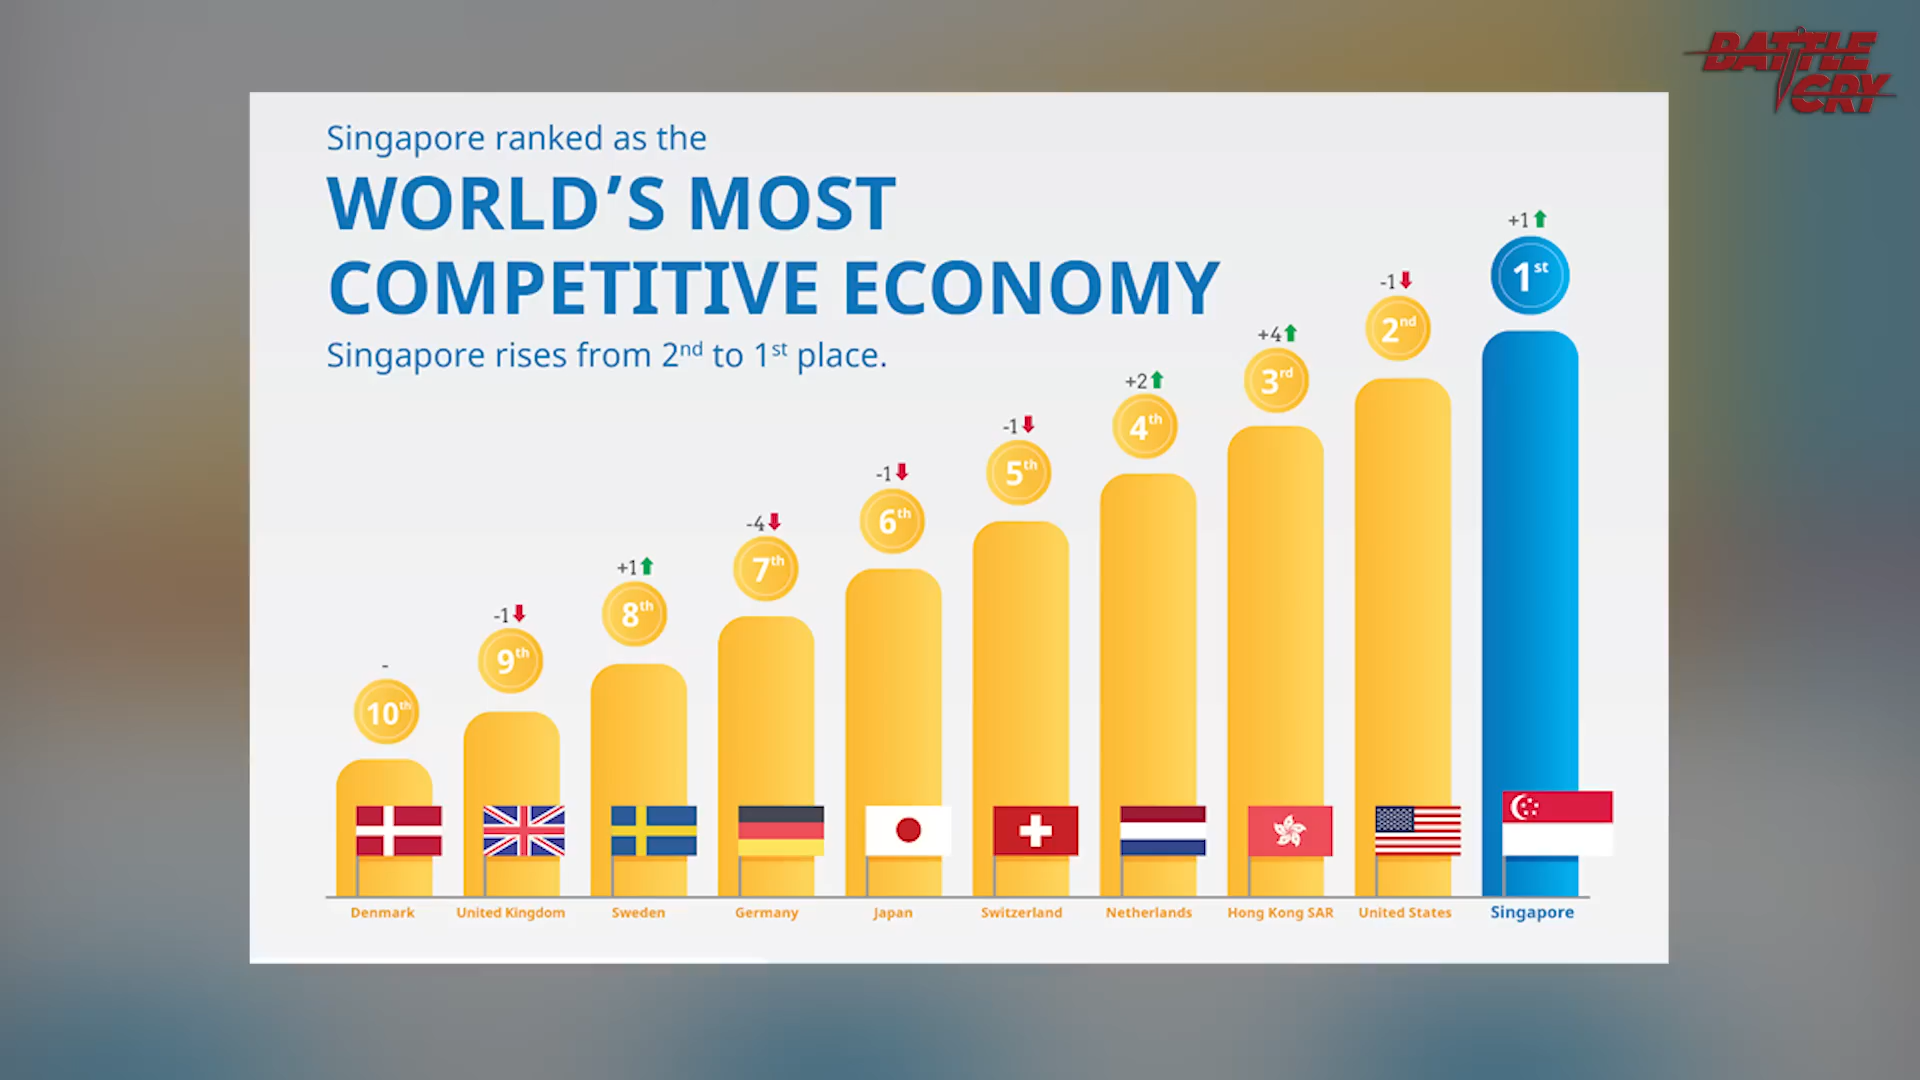 BATTLE
CRY
Singapore ranked as the
WORLD'S MOST
COMPETITIVE ECONOMY
Singapore rises from 2nd to 1st place.
+1
1st
-1
2nd
+4
3rd
+2
4th
-1
5th
-1
6th
-4
7th
+1
8th
-1
9th
-
10th
Denmark
United Kingdom
Sweden
Germany
Japan
Switzerland
Netherlands
Hong Kong SAR
United States
Singapore